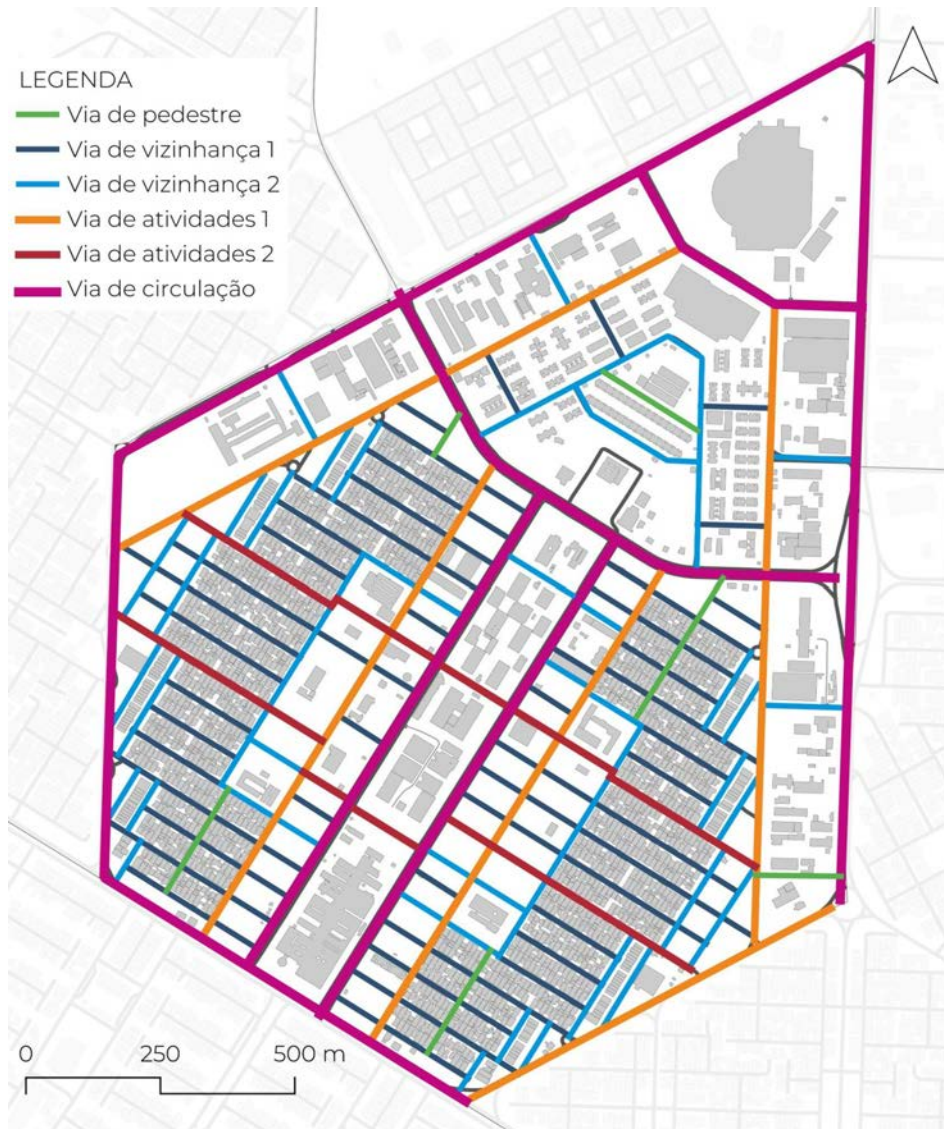 LEGENDA
Via de pedestre
Via de vizinhança 1
Via de vizinhança 2
Via de atividades 1
Via de atividades 2
Via de circulação
0 250 500 m